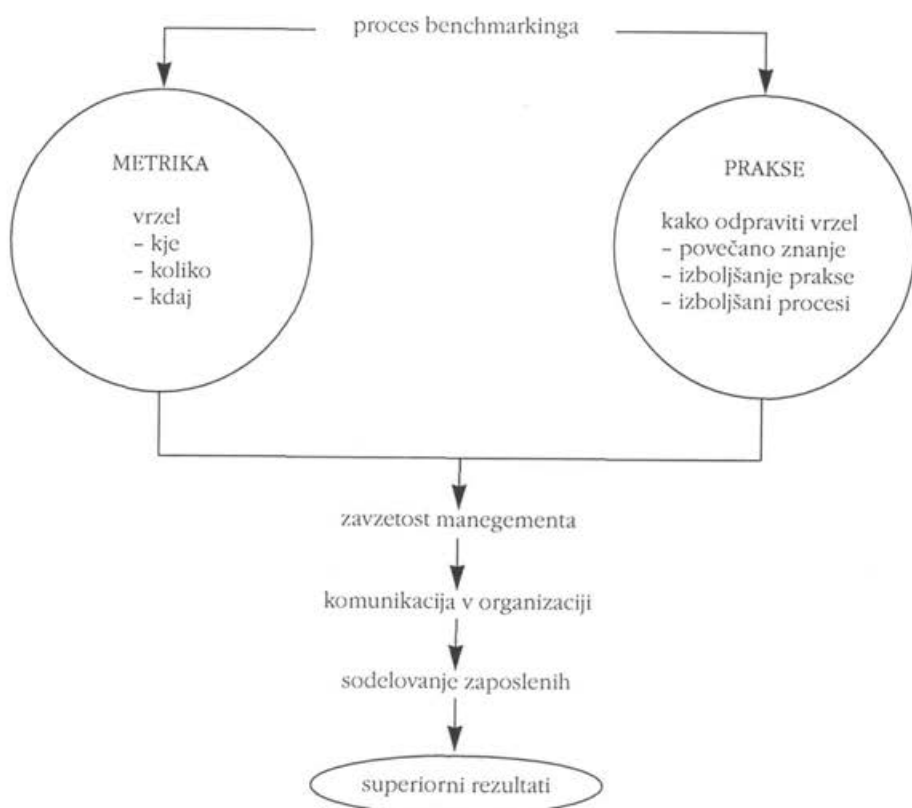 proces benchmarkinga
METRIKA
vrzel
– kje
– koliko
– kdaj
PRAKSE
kako odpraviti vrzel
– povečano znanje
– izboljšanje prakse
– izboljšani procesi
zavzetost manegementa
komunikacija v organizaciji
sodelovanje zaposlenih
superiorni rezultati